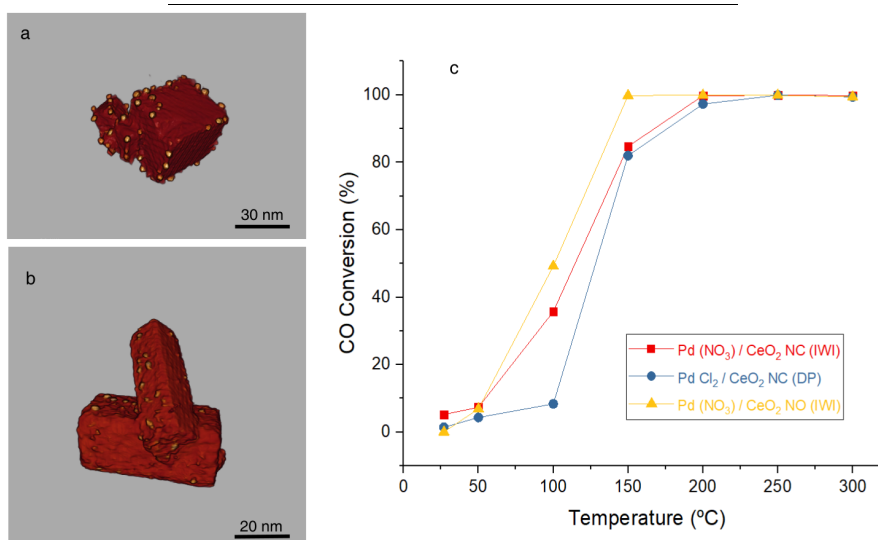 a
30 nm
b
20 nm
c
CO Conversion (%)
100
80
60
40
20
0
0
50
100
150
200
250
300
Temperature (ºC)
Pd (NO₃) / CeO₂ NC (IWI)
Pd Cl₂ / CeO₂ NC (DP)
Pd (NO₃) / CeO₂ NO (IWI)